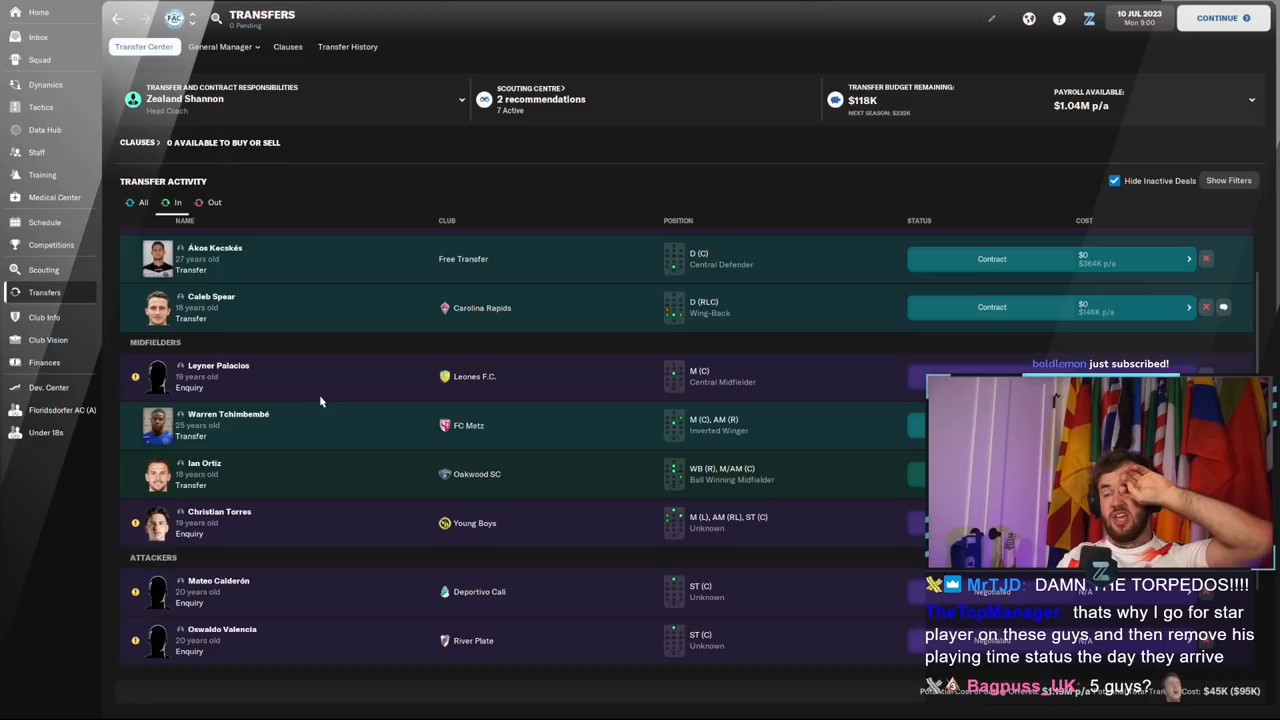 Home
Inbox
Squad
Dynamics
Tactics
Data Hub
Staff
Training
Medical Center
Schedule
Competitions
Scouting
Transfers
Club Info
Club Vision
Finances
Dev. Center
Floridsdorfer AC (A)
Under 18s
FAC
TRANSFERS
0 Pending
10 JUL 2023
Mon 9:00
CONTINUE
Transfer Center
General Manager
Clauses
Transfer History
TRANSFER AND CONTRACT RESPONSIBILITIES
Zealand Shannon
Head Coach
SCOUTING CENTRE>
2 recommendations
7 Active
TRANSFER BUDGET REMAINING:
$118K
NEXT SEASON: $232K
PAYROLL AVAILABLE:
$1.04M p/a
CLAUSES > 0 AVAILABLE TO BUY OR SELL
TRANSFER ACTIVITY
Hide Inactive Deals
Show Filters
All In Out
NAME CLUB POSITION STATUS COST
Ákos Kecskés
27 years old
Transfer
Free Transfer
D (C)
Central Defender
Contract
$0
$364K p/a
Caleb Spear
18 years old
Transfer
Carolina Rapids
D (RLC)
Wing-Back
Contract
$0
$146K p/a
MIDFIELDERS
Leyner Palacios
19 years old
Enquiry
Leones F.C.
M (C)
Central Midfielder
Warren Tchimbembé
25 years old
Transfer
FC Metz
M (C), AM (R)
Inverted Winger
Ian Ortiz
18 years old
Transfer
Oakwood SC
WB (R), M/AM (C)
Ball Winning Midfielder
Christian Torres
19 years old
Enquiry
Young Boys
M (L), AM (RL), ST (C)
Unknown
ATTACKERS
Mateo Calderón
20 years old
Enquiry
Deportivo Cali
ST (C)
Unknown
Negotiated
N/A
Oswaldo Valencia
20 years old
Enquiry
River Plate
ST (C)
Unknown
boldlemon just subscribed!
MrTJD: DAMN THE TORPEDOS!!!!
TheTopManager: thats why I go for star
player on these guys and then remove his
playing time status the day they arrive
Bagpuss_UK: 5 guys?
Cost: $45K ($95K)